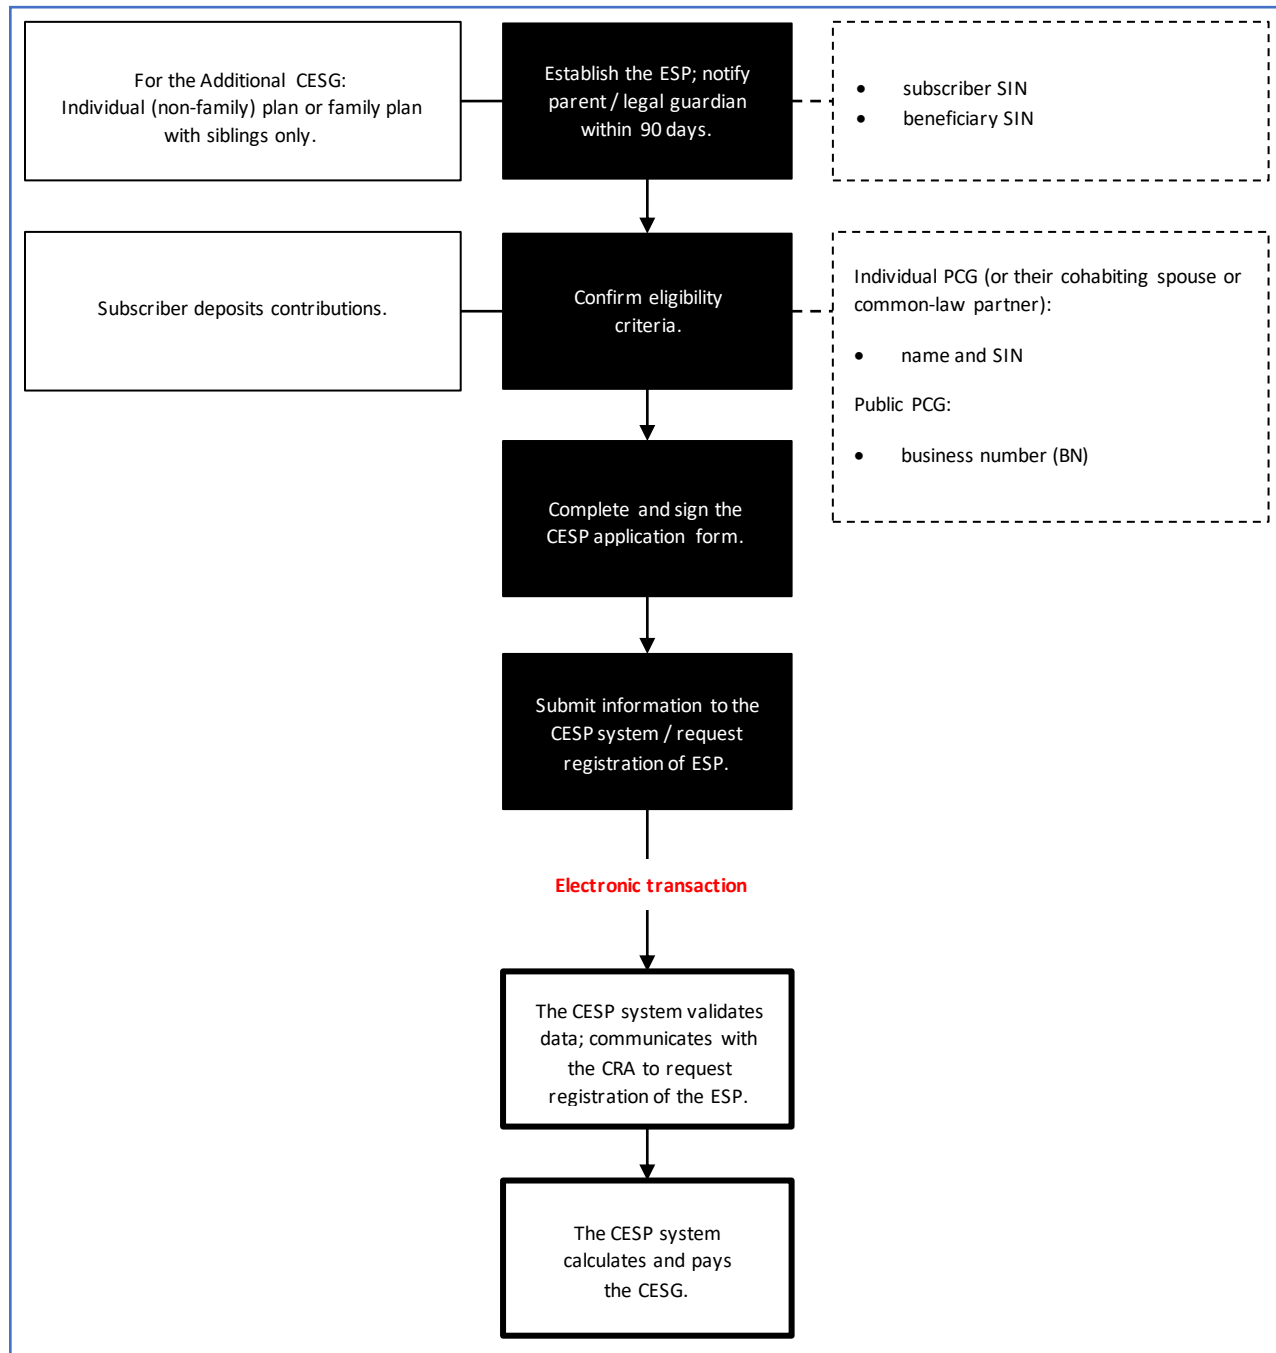 For the Additional CESG:
Individual (non-family) plan or family plan
with siblings only.
Establish the ESP; notify
parent / legal guardian
within 90 days.
• subscriber SIN
• beneficiary SIN
Subscriber deposits contributions.
Confirm eligibility
criteria.
Individual PCG (or their cohabiting spouse or
common-law partner):
• name and SIN
Public PCG:
• business number (BN)
Complete and sign the
CESP application form.
Submit information to the
CESP system / request
registration of ESP.
Electronic transaction
The CESP system validates
data; communicates with
the CRA to request
registration of the ESP.
The CESP system
calculates and pays
the CESG.